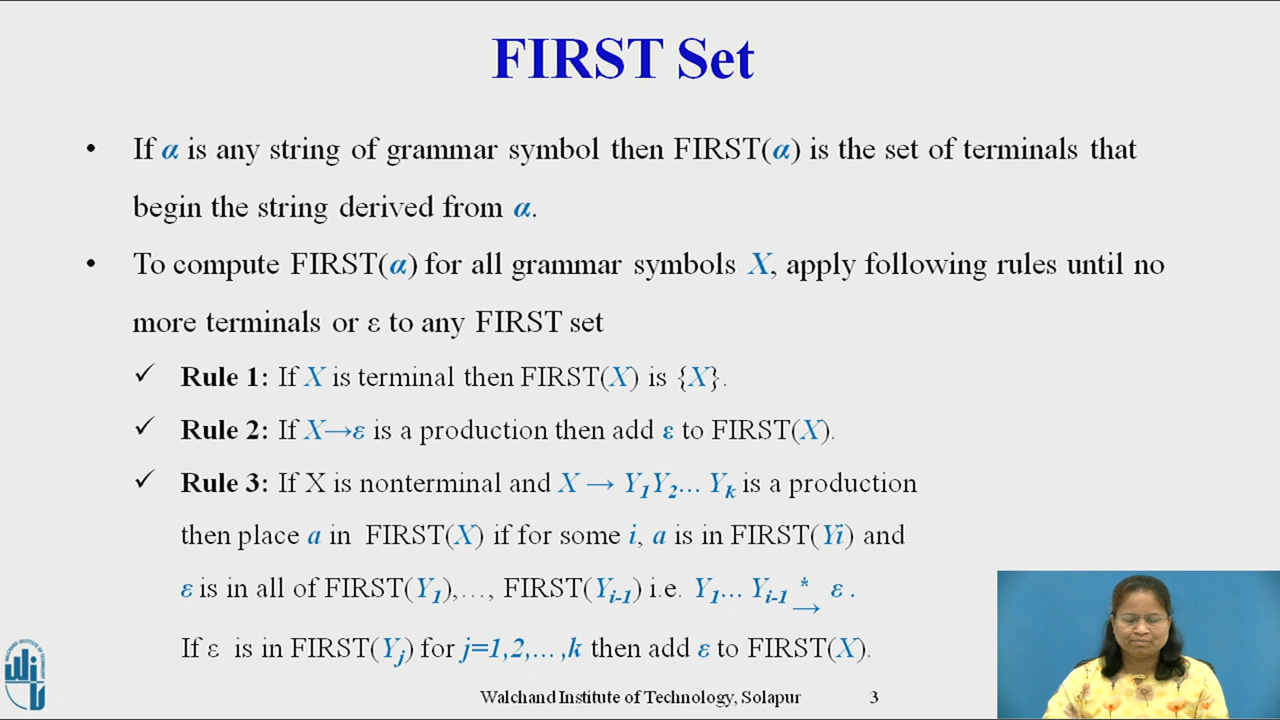 FIRST Set
• If α is any string of grammar symbol then FIRST(α) is the set of terminals that
begin the string derived from α.
• To compute FIRST(α) for all grammar symbols X, apply following rules until no
more terminals or ε to any FIRST set
✓ Rule 1: If X is terminal then FIRST(X) is {X}.
✓ Rule 2: If X→ε is a production then add ε to FIRST(X).
✓ Rule 3: If X is nonterminal and X → Y1Y2... Yk is a production
then place a in FIRST(X) if for some i, a is in FIRST(Yi) and
ε is in all of FIRST(Y1),..., FIRST(Yi-1) i.e. Y1... Yi-1 *→ ε .
If ε is in FIRST(Yj) for j=1,2,...,k then add ε to FIRST(X).
Walchand Institute of Technology, Solapur 3